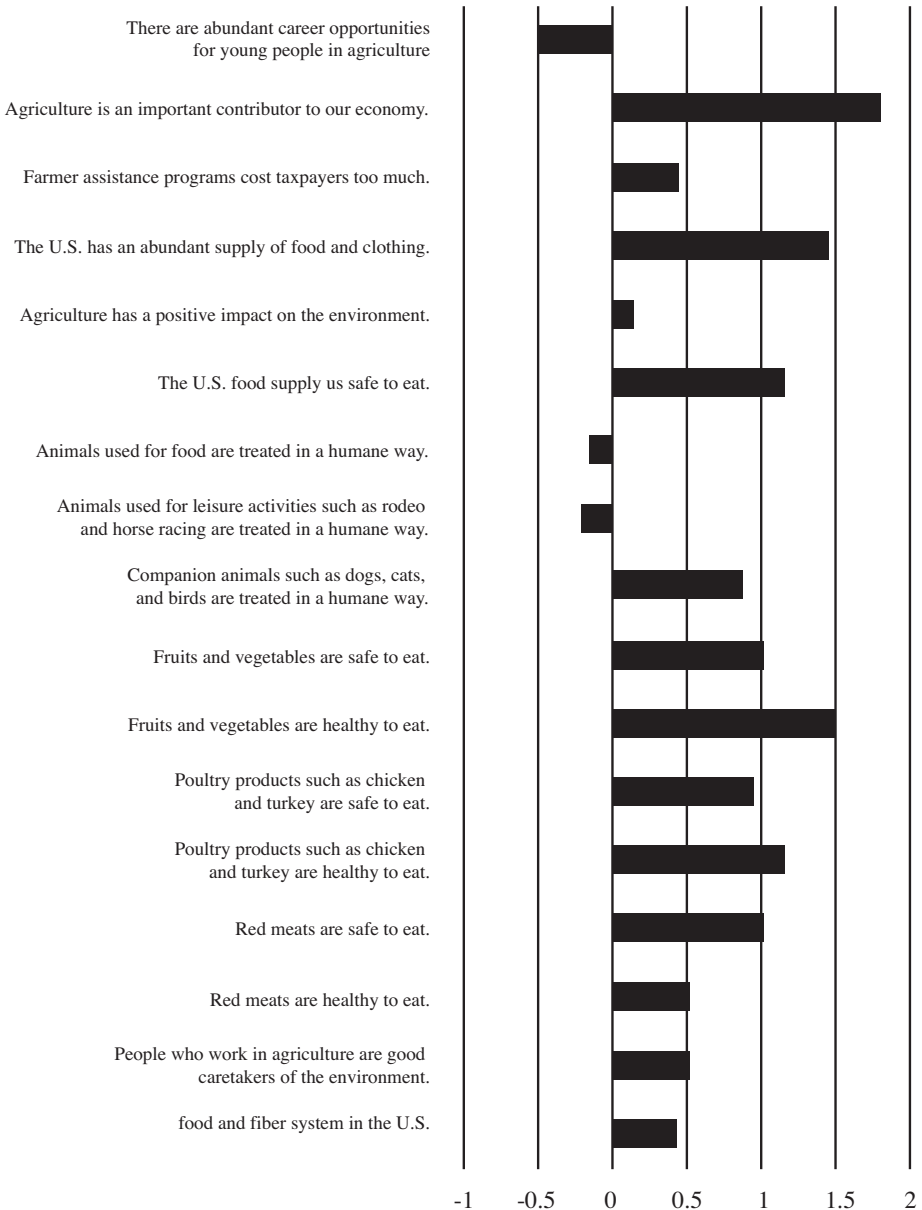 There are abundant career opportunities
for young people in agriculture
Agriculture is an important contributor to our economy.
Farmer assistance programs cost taxpayers too much.
The U.S. has an abundant supply of food and clothing.
Agriculture has a positive impact on the environment.
The U.S. food supply us safe to eat.
Animals used for food are treated in a humane way.
Animals used for leisure activities such as rodeo
and horse racing are treated in a humane way.
Companion animals such as dogs, cats,
and birds are treated in a humane way.
Fruits and vegetables are safe to eat.
Fruits and vegetables are healthy to eat.
Poultry products such as chicken
and turkey are safe to eat.
Poultry products such as chicken
and turkey are healthy to eat.
Red meats are safe to eat.
Red meats are healthy to eat.
People who work in agriculture are good
caretakers of the environment.
food and fiber system in the U.S.
-1 -0.5 0 0.5 1 1.5 2